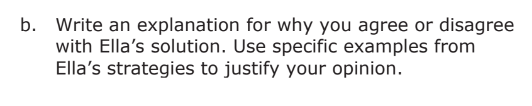 b. Write an explanation for why you agree or disagree
with Ella’s solution. Use specific examples from
Ella’s strategies to justify your opinion.